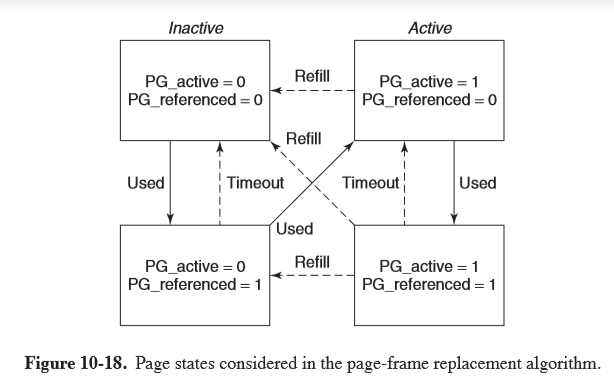 Inactive
Active
PG_active = 0
PG_referenced = 0
Refill
PG_active = 1
PG_referenced = 0
Refill
Used
Timeout
Timeout
Used
Used
PG_active = 0
PG_referenced = 1
Refill
PG_active = 1
PG_referenced = 1
Figure 10-18. Page states considered in the page-frame replacement algorithm.